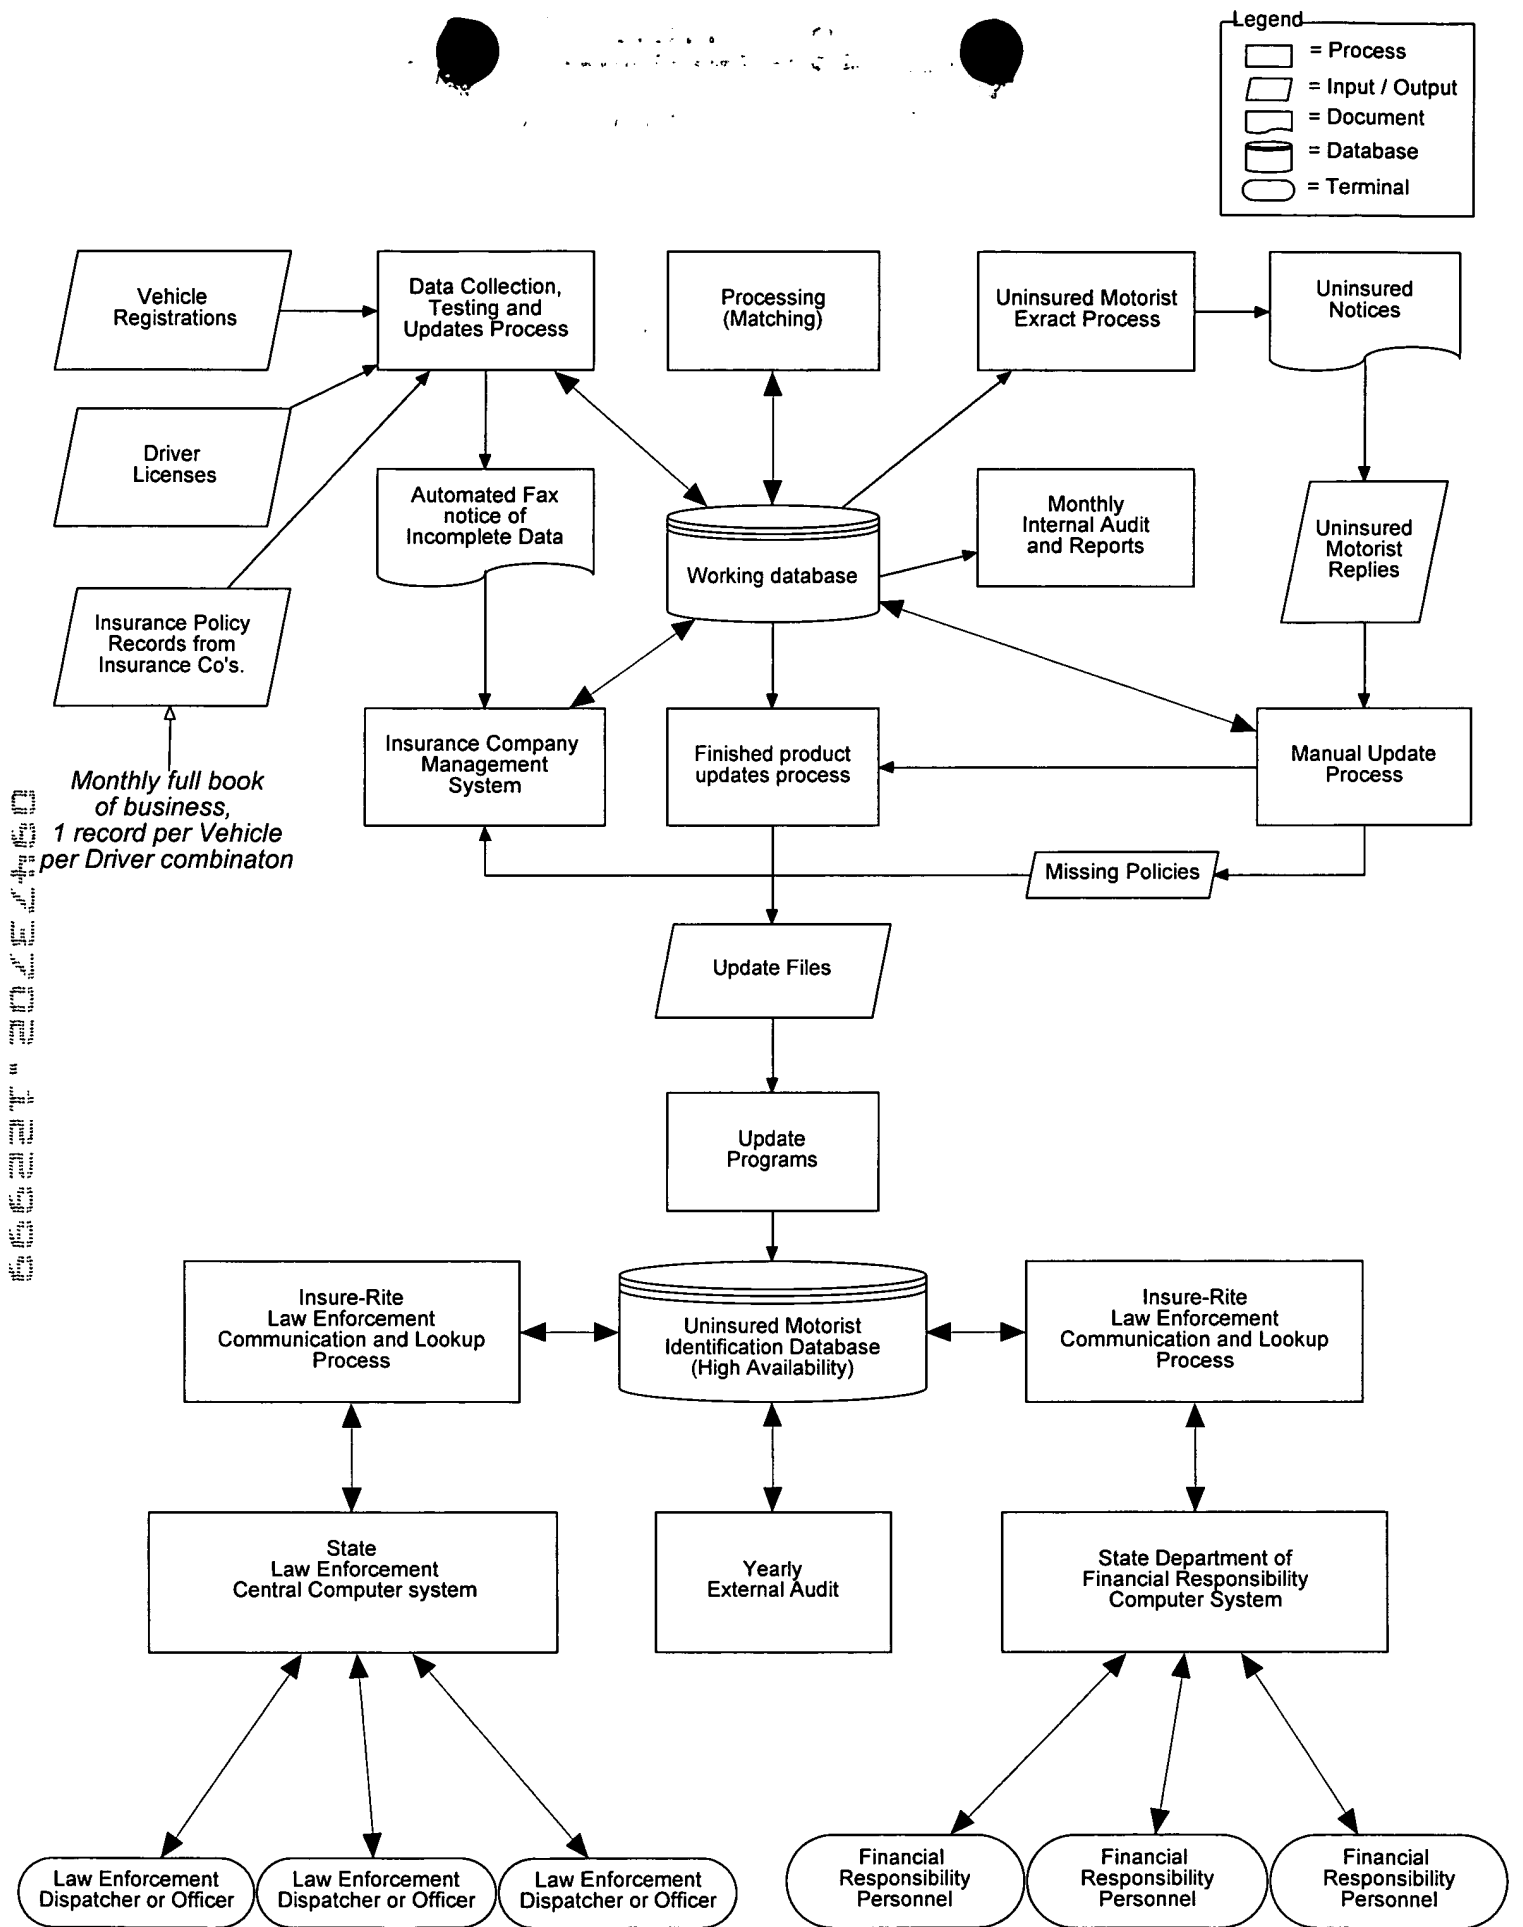 Legend
= Process
= Input / Output
= Document
= Database
= Terminal
Vehicle
Registrations
Data Collection,
Testing and
Updates Process
Processing
(Matching)
Uninsured Motorist
Exract Process
Uninsured
Notices
Driver
Licenses
Automated Fax
notice of
Incomplete Data
Working database
Monthly
Internal Audit
and Reports
Uninsured
Motorist
Replies
Insurance Policy
Records from
Insurance Co's.
Monthly full book
of business,
1 record per Vehicle
per Driver combinaton
Insurance Company
Management
System
Finished product
updates process
Manual Update
Process
Missing Policies
Update Files
Update
Programs
Insure-Rite
Law Enforcement
Communication and Lookup
Process
Uninsured Motorist
Identification Database
(High Availability)
Insure-Rite
Law Enforcement
Communication and Lookup
Process
State
Law Enforcement
Central Computer system
Yearly
External Audit
State Department of
Financial Responsibility
Computer System
Law Enforcement
Dispatcher or Officer
Law Enforcement
Dispatcher or Officer
Law Enforcement
Dispatcher or Officer
Financial
Responsibility
Personnel
Financial
Responsibility
Personnel
Financial
Responsibility
Personnel